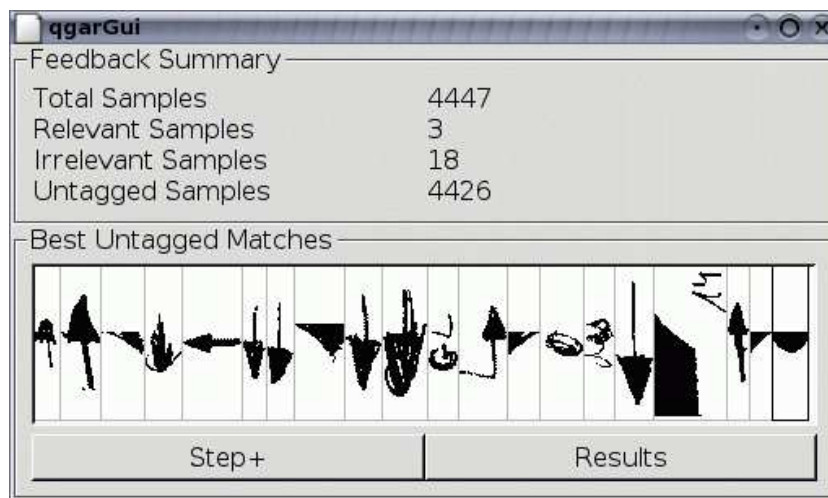 qgarGui
Feedback Summary
Total Samples 4447
Relevant Samples 3
Irrelevant Samples 18
Untagged Samples 4426
Best Untagged Matches
Step+ Results